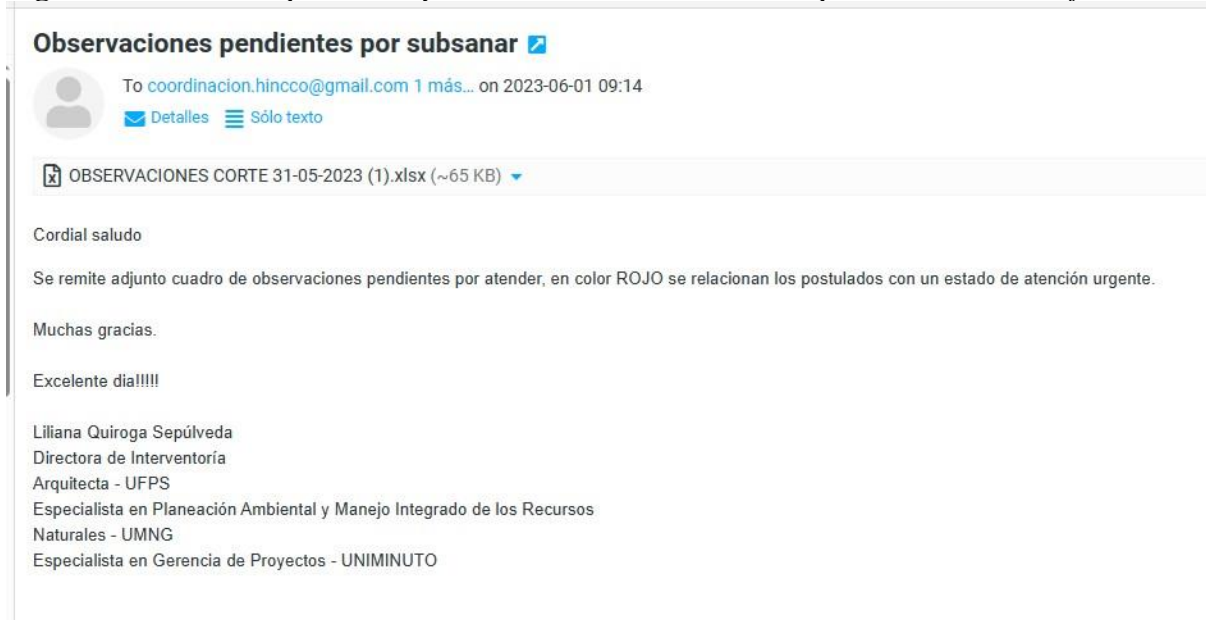 Observaciones pendientes por subsanar
To coordinacion.hincco@gmail.com 1 más... on 2023-06-01 09:14
Detalles Sólo texto
OBSERVACIONES CORTE 31-05-2023 (1).xlsx (~65 KB)
Cordial saludo
Se remite adjunto cuadro de observaciones pendientes por atender, en color ROJO se relacionan los postulados con un estado de atención urgente.
Muchas gracias.
Excelente dia!!!!!
Liliana Quiroga Sepúlveda
Directora de Interventoría
Arquitecta - UFPS
Especialista en Planeación Ambiental y Manejo Integrado de los Recursos
Naturales - UMNG
Especialista en Gerencia de Proyectos - UNIMINUTO